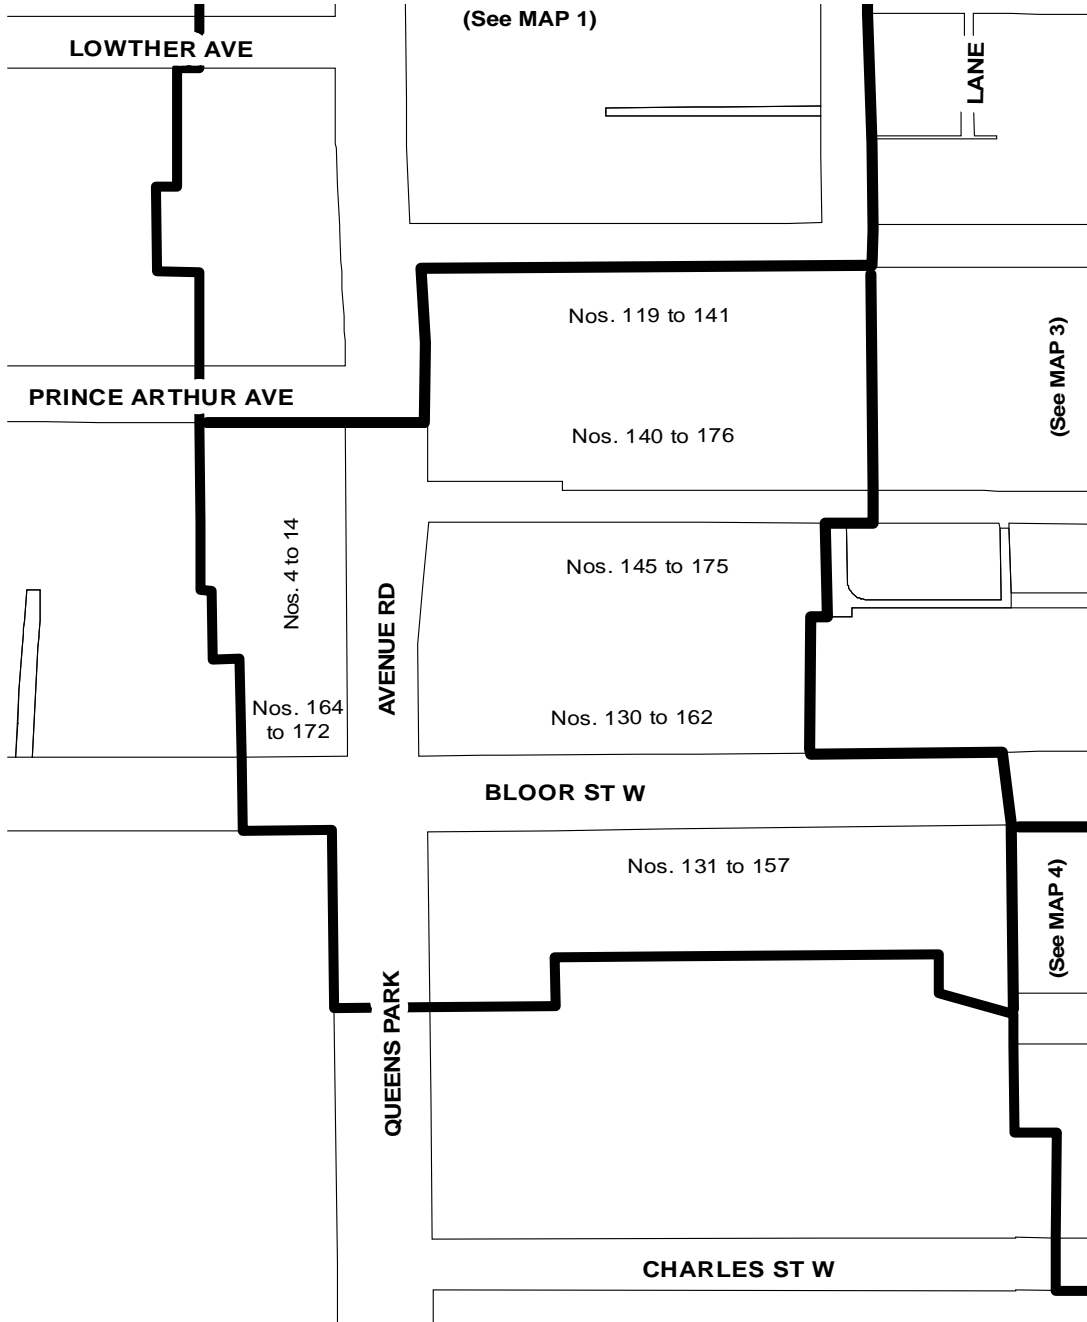 (See MAP 1)
LOWTHER AVE
LANE
Nos. 119 to 141
(See MAP 3)
PRINCE ARTHUR AVE
Nos. 140 to 176
Nos. 4 to 14
Nos. 145 to 175
AVENUE RD
Nos. 164
to 172
Nos. 130 to 162
BLOOR ST W
Nos. 131 to 157
(See MAP 4)
QUEENS PARK
CHARLES ST W